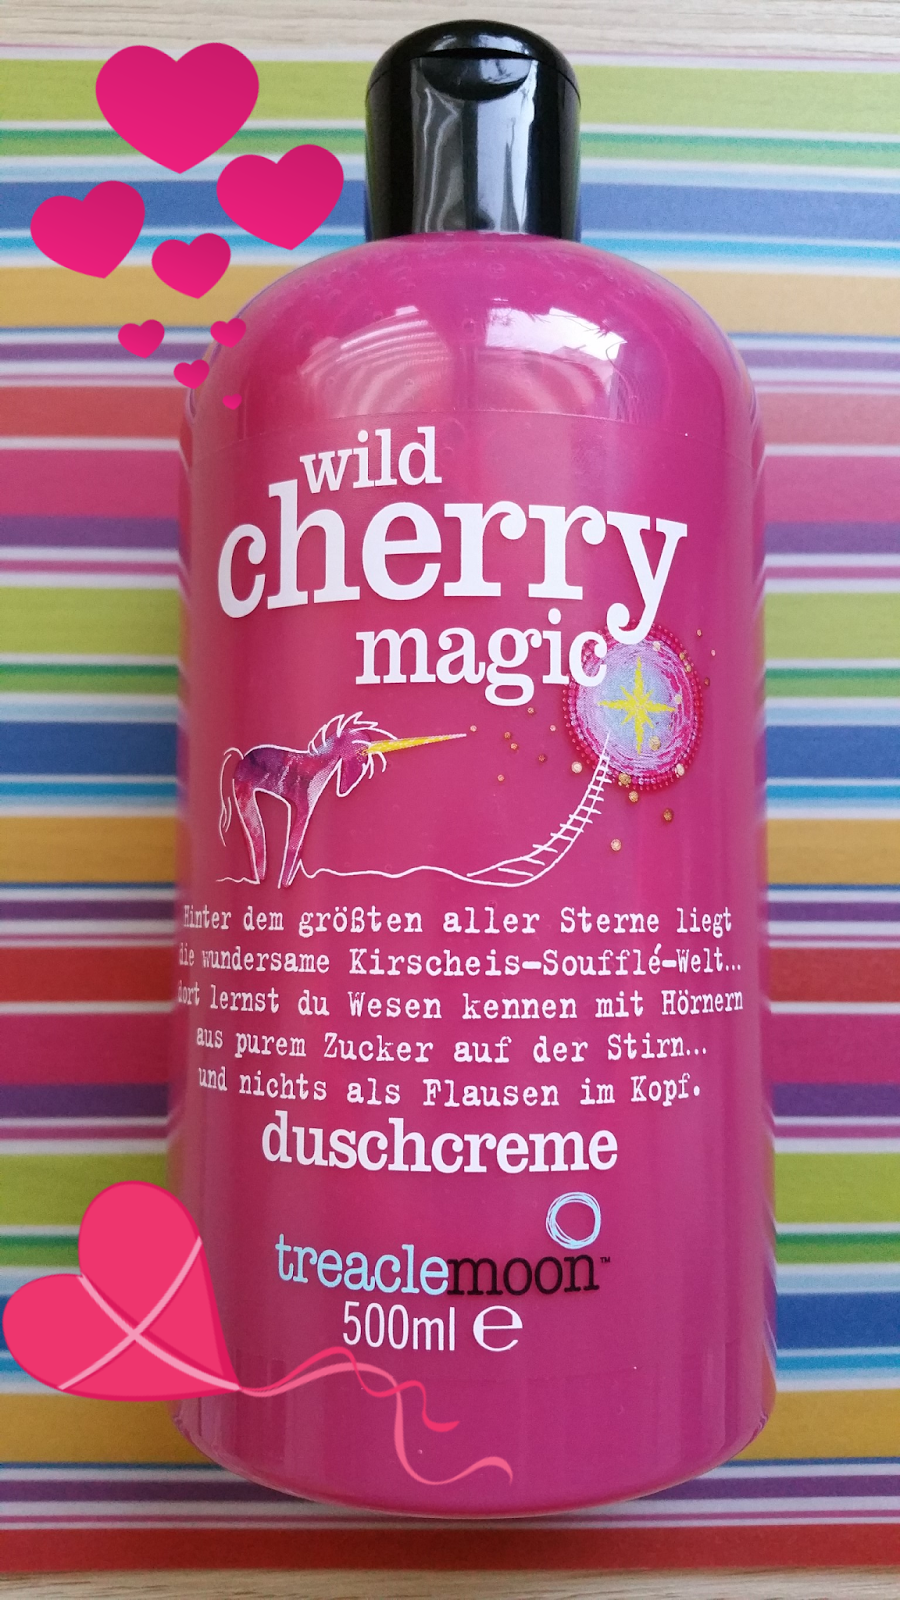 wild
cherry
magic
Hinter dem größten aller Sterne liegt
die wundersame Kirscheis-Soufflé-Welt...
dort lernst du Wesen kennen mit Hörnern
aus purem Zucker auf der Stirn...
und nichts als Flausen im Kopf.
duschcreme
treaclemoon™
500ml ℮